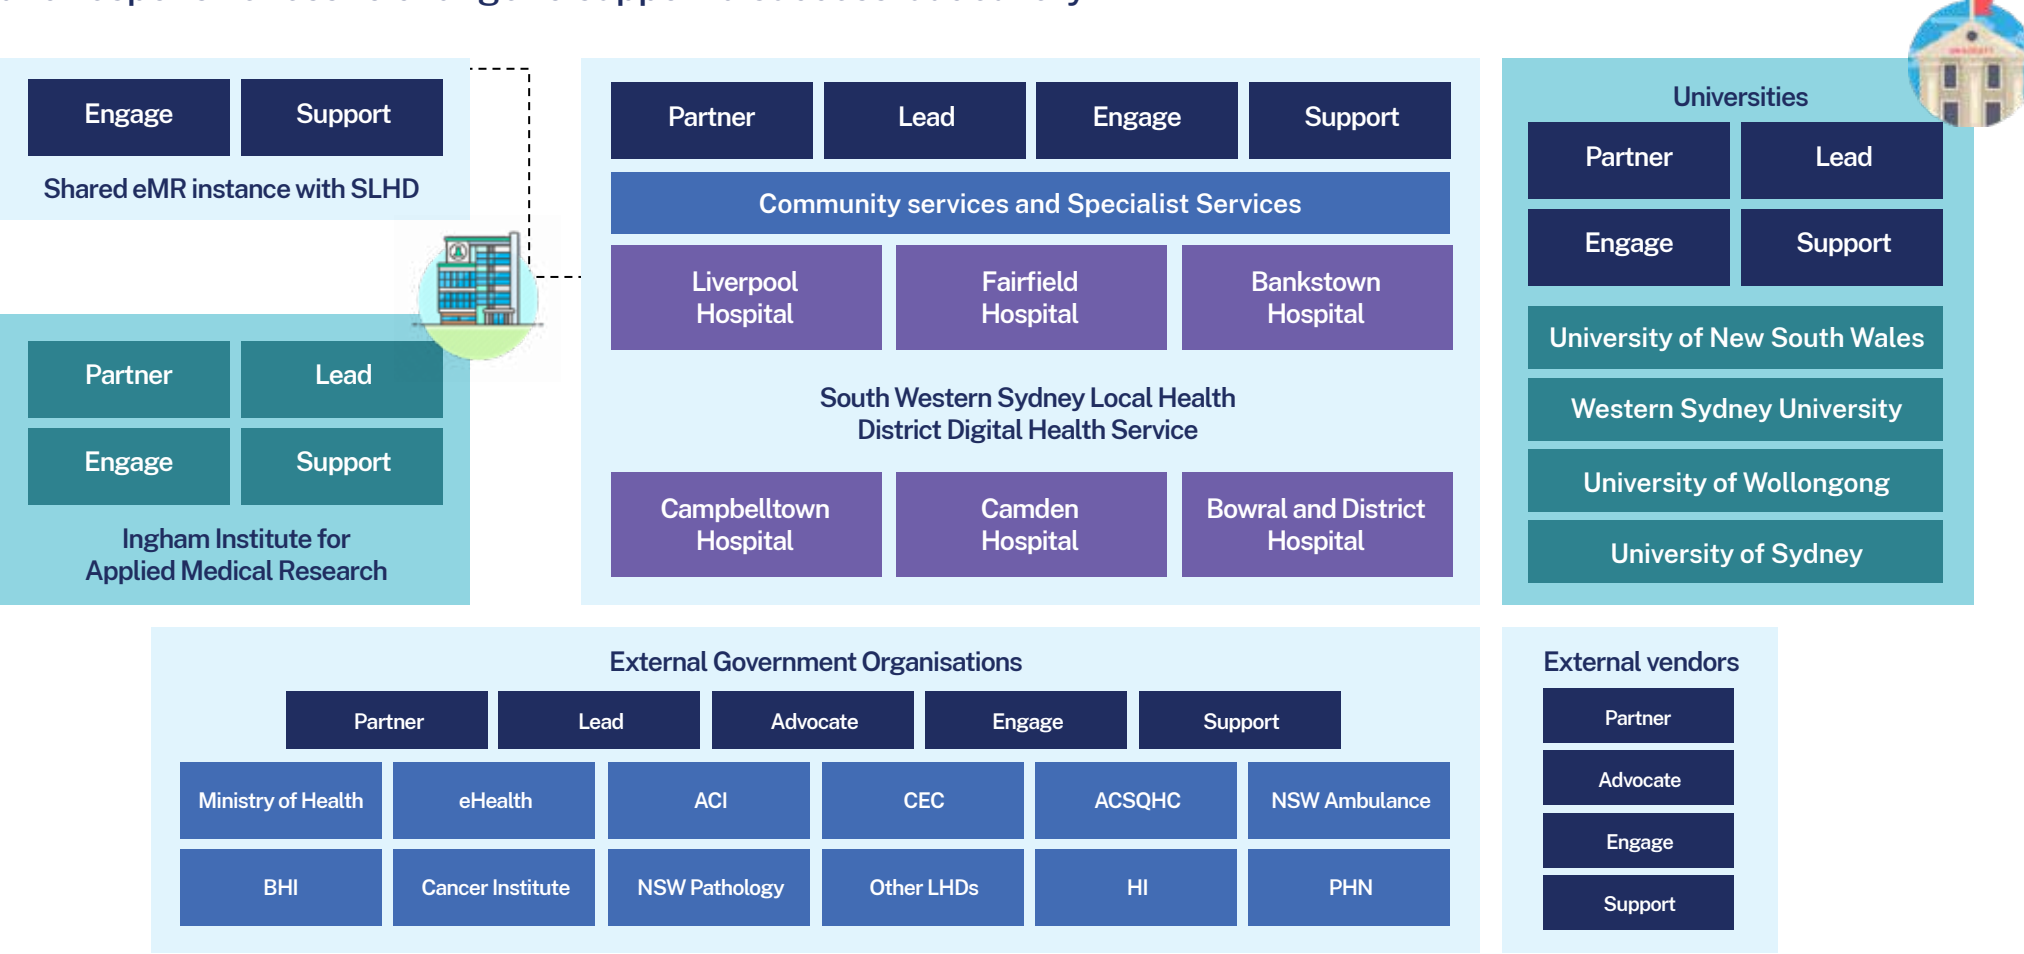 Engage
Support
Shared eMR instance with SLHD
Partner
Lead
Engage
Support
Ingham Institute for
Applied Medical Research
Partner
Lead
Engage
Support
Community services and Specialist Services
Liverpool
Hospital
Fairfield
Hospital
Bankstown
Hospital
South Western Sydney Local Health
District Digital Health Service
Campbelltown
Hospital
Camden
Hospital
Bowral and District
Hospital
Universities
Partner
Lead
Engage
Support
University of New South Wales
Western Sydney University
University of Wollongong
University of Sydney
External Government Organisations
Partner
Lead
Advocate
Engage
Support
Ministry of Health
eHealth
ACI
CEC
ACSQHC
NSW Ambulance
BHI
Cancer Institute
NSW Pathology
Other LHDs
HI
PHN
External vendors
Partner
Advocate
Engage
Support